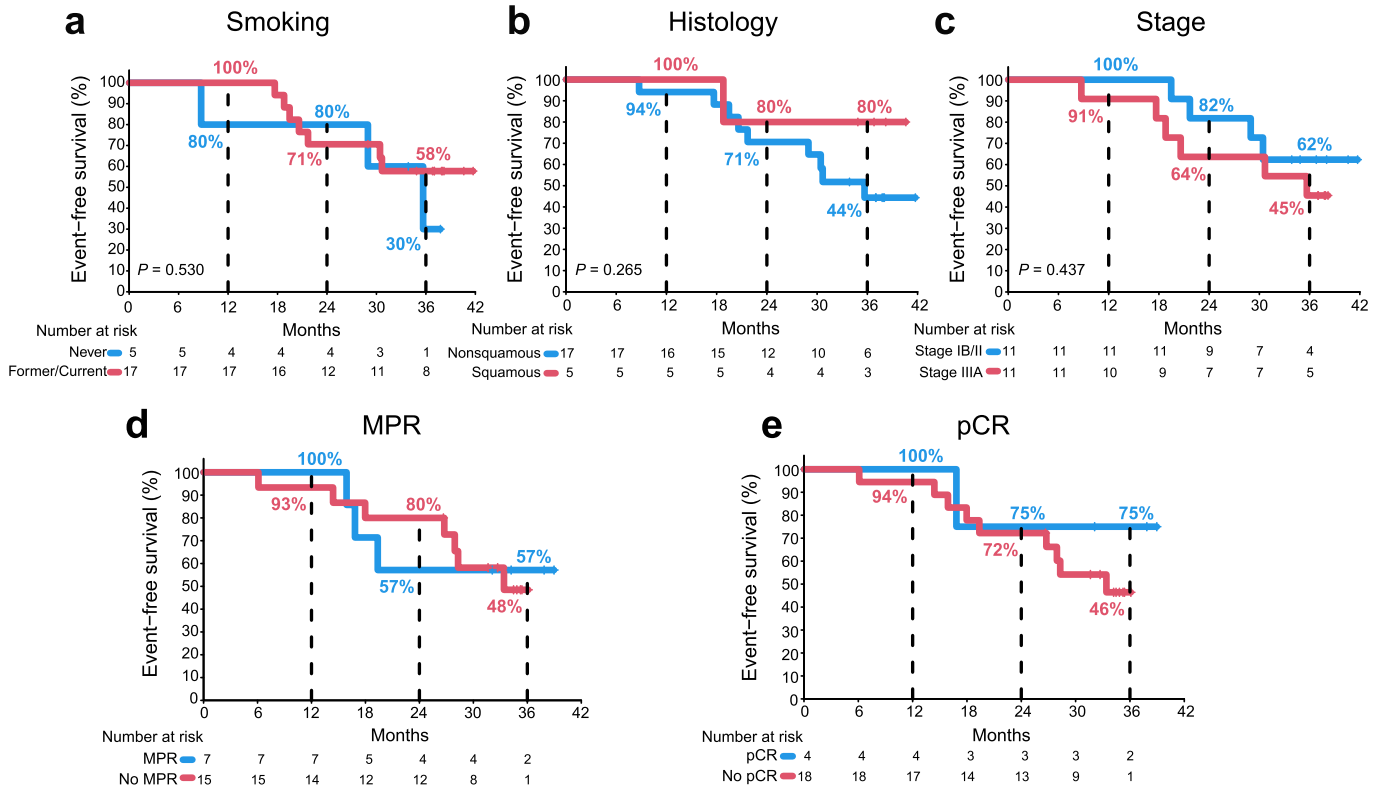 a
Smoking
Event−free survival (%)
100
90
80
70
60
50
40
30
20
10
0
100%
80%
80%
71%
58%
30%
P = 0.530
0 6 12 18 24 30 36 42
Number at risk
Months
Never 5 5 4 4 4 3 1
Former/Current 17 17 17 16 12 11 8
b
Histology
Event−free survival (%)
100
90
80
70
60
50
40
30
20
10
0
100%
94%
80%
71%
80%
44%
P = 0.265
0 6 12 18 24 30 36 42
Number at risk
Months
Nonsquamous 17 17 16 15 12 10 6
Squamous 5 5 5 5 4 4 3
c
Stage
Event−free survival (%)
100
90
80
70
60
50
40
30
20
10
0
100%
91%
82%
64%
62%
45%
P = 0.437
0 6 12 18 24 30 36 42
Number at risk
Months
Stage IB/II 11 11 11 11 9 7 4
Stage IIIA 11 11 10 9 7 7 5
d
MPR
Event−free survival (%)
100
90
80
70
60
50
40
30
20
10
0
100%
93%
80%
57%
57%
48%
0 6 12 18 24 30 36 42
Number at risk
Months
MPR 7 7 7 5 4 4 2
No MPR 15 15 14 12 12 8 1
e
pCR
Event−free survival (%)
100
90
80
70
60
50
40
30
20
10
0
100%
94%
75%
72%
75%
46%
0 6 12 18 24 30 36 42
Number at risk
Months
pCR 4 4 4 3 3 3 2
No pCR 18 18 17 14 13 9 1